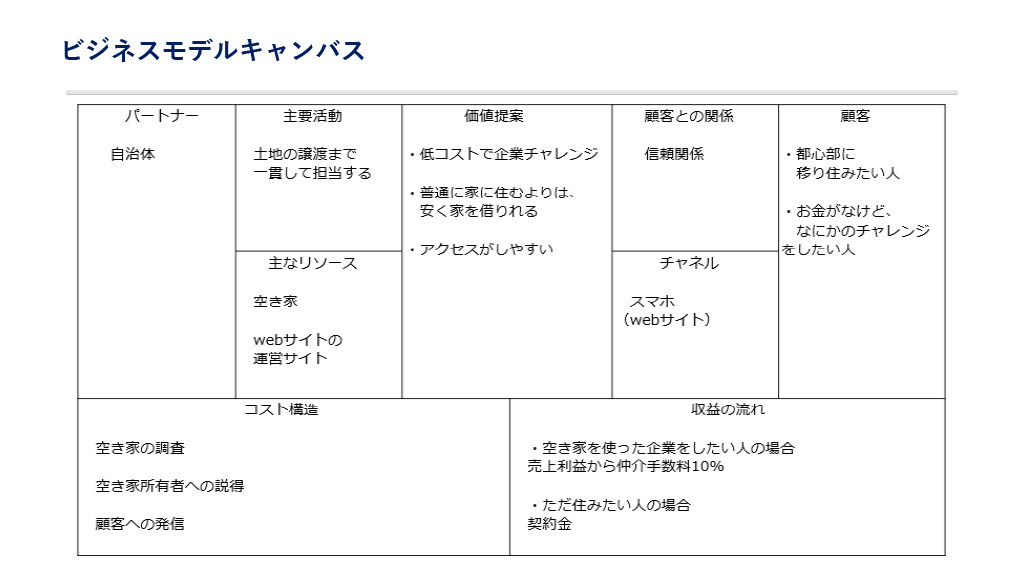 ビジネスモデルキャンバス
パートナー
自治体
主要活動
土地の譲渡まで
一貫して担当する
主なリソース
空き家
webサイトの
運営サイト
価値提案
・低コストで企業チャレンジ
・普通に家に住むよりは、
安く家を借りれる
・アクセスがしやすい
顧客との関係
信頼関係
チャネル
スマホ
（webサイト）
顧客
・都心部に
移り住みたい人
・お金がなけど、
なにかのチャレンジ
をしたい人
コスト構造
空き家の調査
空き家所有者への説得
顧客への発信
収益の流れ
・空き家を使った企業をしたい人の場合
売上利益から仲介手数料10%
・ただ住みたい人の場合
契約金